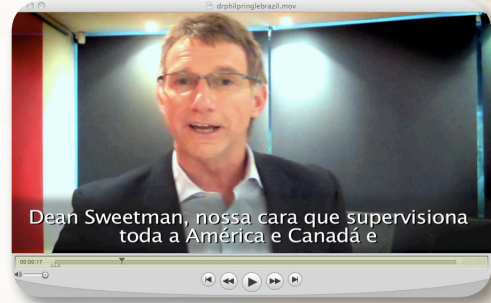 drphilpringlebrazil.mov
Dean Sweetman, nossa cara que supervisiona
toda a América e Canadá e
00:00:17